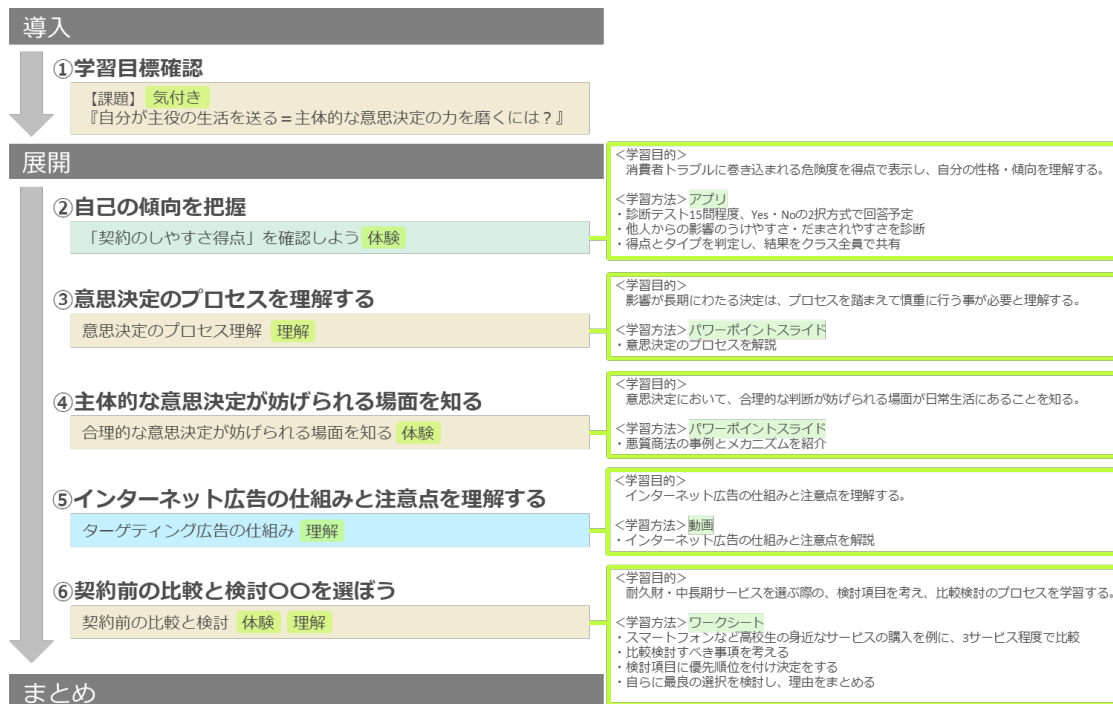 導入
①学習目標確認
【課題】 気付き
『自分が主役の生活を送る＝主体的な意思決定の力を磨くには？』
展開
②自己の傾向を把握
「契約のしやすさ得点」を確認しよう 体験
＜学習目的＞
消費者トラブルに巻き込まれる危険度を得点で表示し、自分の性格・傾向を理解する。
＜学習方法＞アプリ
・診断テスト15問程度、Yes・Noの2択方式で回答予定
・他人からの影響のうけやすさ・だまされやすさを診断
・得点とタイプを判定し、結果をクラス全員で共有
③意思決定のプロセスを理解する
意思決定のプロセス理解 理解
＜学習目的＞
影響が長期にわたる決定は、プロセスを踏まえて慎重に行う事が必要と理解する。
＜学習方法＞パワーポイントスライド
・意思決定のプロセスを解説
④主体的な意思決定が妨げられる場面を知る
合理的な意思決定が妨げられる場面を知る 体験
＜学習目的＞
意思決定において、合理的な判断が妨げられる場面が日常生活にあることを知る。
＜学習方法＞パワーポイントスライド
・悪質商法の事例とメカニズムを紹介
⑤インターネット広告の仕組みと注意点を理解する
ターゲティング広告の仕組み 理解
＜学習目的＞
インターネット広告の仕組みと注意点を理解する。
＜学習方法＞動画
・インターネット広告の仕組みと注意点を解説
⑥契約前の比較と検討〇〇を選ぼう
契約前の比較と検討 体験 理解
＜学習目的＞
耐久財・中長期サービスを選ぶ際の、検討項目を考え、比較検討のプロセスを学習する。
＜学習方法＞ワークシート
・スマートフォンなど高校生の身近なサービスの購入を例に、3サービス程度で比較
・比較検討すべき事項を考える
・検討項目に優先順位を付け決定をする
・自らに最良の選択を検討し、理由をまとめる
まとめ